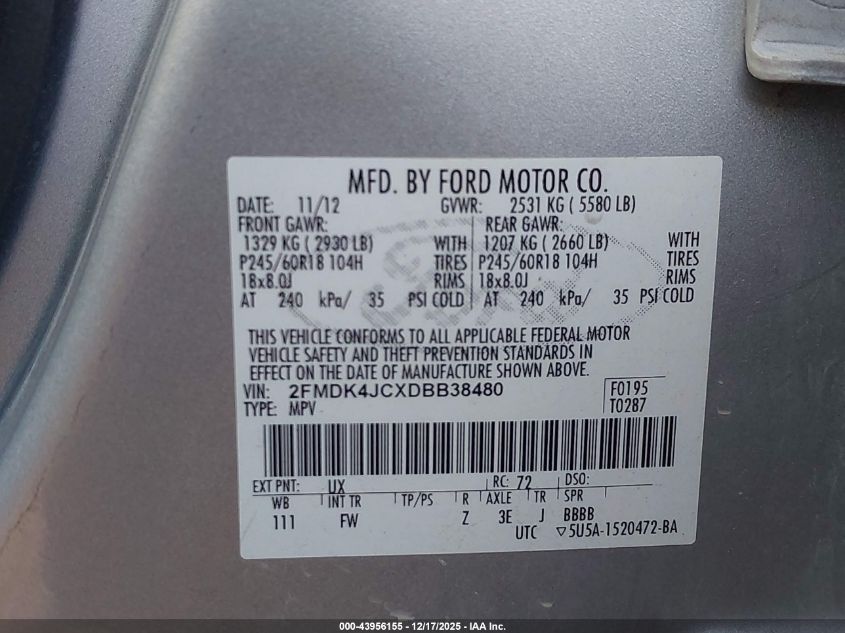 MFD. BY FORD MOTOR CO.
DATE: 11/12 GVWR: 2531 KG ( 5580 LB)
FRONT GAWR: REAR GAWR:
1329 KG ( 2930 LB) WITH 1207 KG ( 2660 LB) WITH
P245/60R18 104H TIRES P245/60R18 104H TIRES
18x8.0J RIMS 18x8.0J RIMS
AT 240 kPa/ 35 PSI COLD AT 240 kPa/ 35 PSI COLD
THIS VEHICLE CONFORMS TO ALL APPLICABLE FEDERAL MOTOR
VEHICLE SAFETY AND THEFT PREVENTION STANDARDS IN
EFFECT ON THE DATE OF MANUFACTURE SHOWN ABOVE.
VIN: 2FMDK4JCXDBB38480 F0195
TYPE: MPV T0287
EXT PNT: UX RC: 72 DSO:
WB INT TR TP/PS R AXLE TR SPR
111 FW Z 3E J BBBB
UTC ▽5U5A-1520472-BA
000-43956155 - 12/17/2025 - IAA Inc.